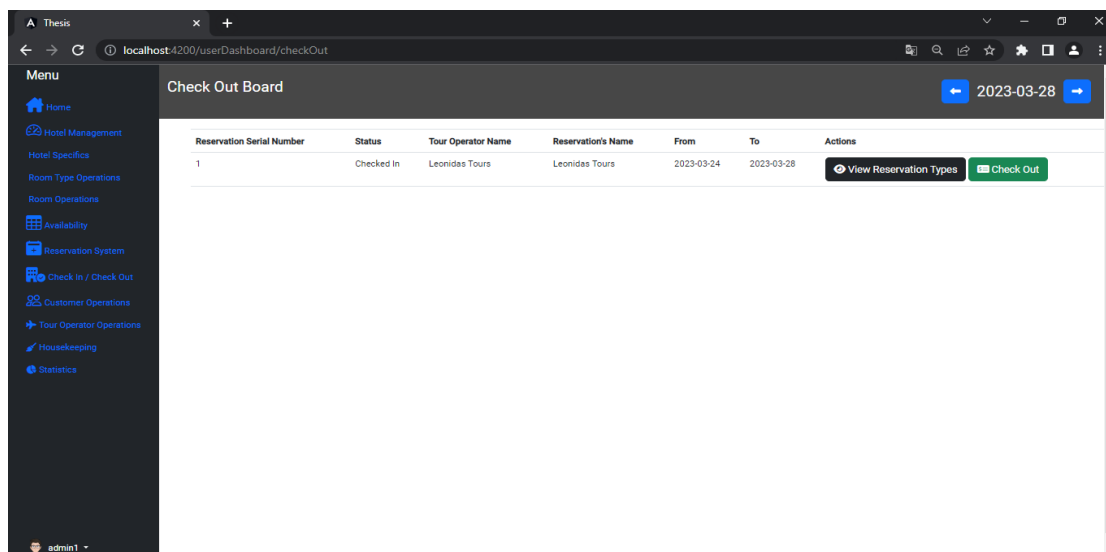 Thesis
localhost:4200/userDashboard/checkOut
Menu
Home
Hotel Management
Hotel Specifics
Room Type Operations
Room Operations
Availability
Reservation System
Check In / Check Out
Customer Operations
Tour Operator Operations
Housekeeping
Statistics
admin1
Check Out Board
2023-03-28
Reservation Serial Number Status Tour Operator Name Reservation's Name From To Actions
1 Checked In Leonidas Tours Leonidas Tours 2023-03-24 2023-03-28 View Reservation Types Check Out